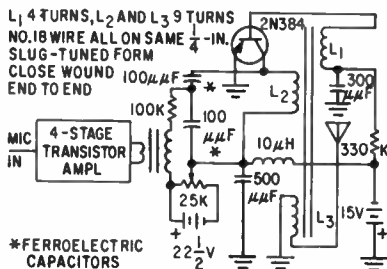 L₁ 4 TURNS, L₂ AND L₃ 9 TURNS
NO.18 WIRE ALL ON SAME 1/4-IN.
SLUG-TUNED FORM
CLOSE WOUND
END TO END
2N384
L₁
100μμF
*
L₂
300
μμF
100K
100
μμF
*
MIC
IN
4-STAGE
TRANSISTOR
AMPL
10μH
330K
25K
500
μμF
L₃
15V
+
+
22 1/2 V
*FERROELECTRIC
CAPACITORS